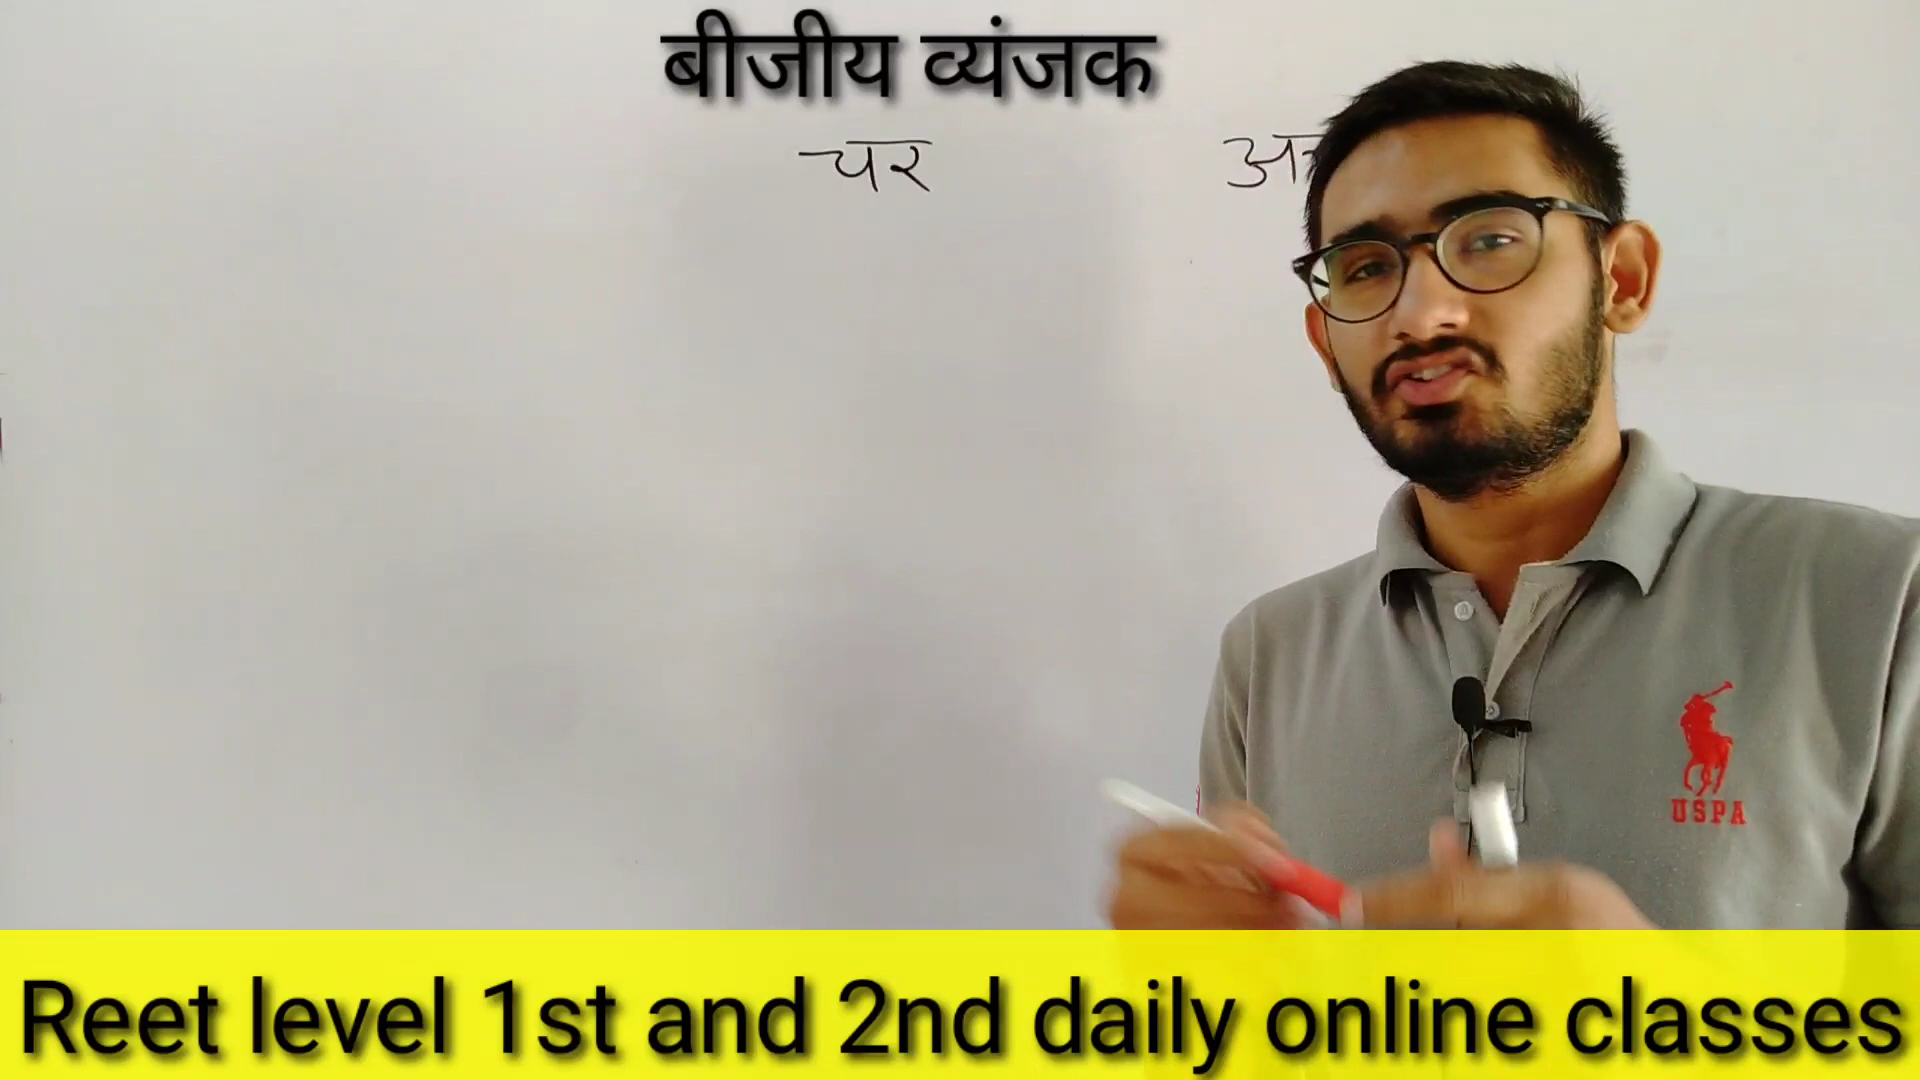 बीजीय व्यंजक
चर
USPA
Reet level 1st and 2nd daily online classes